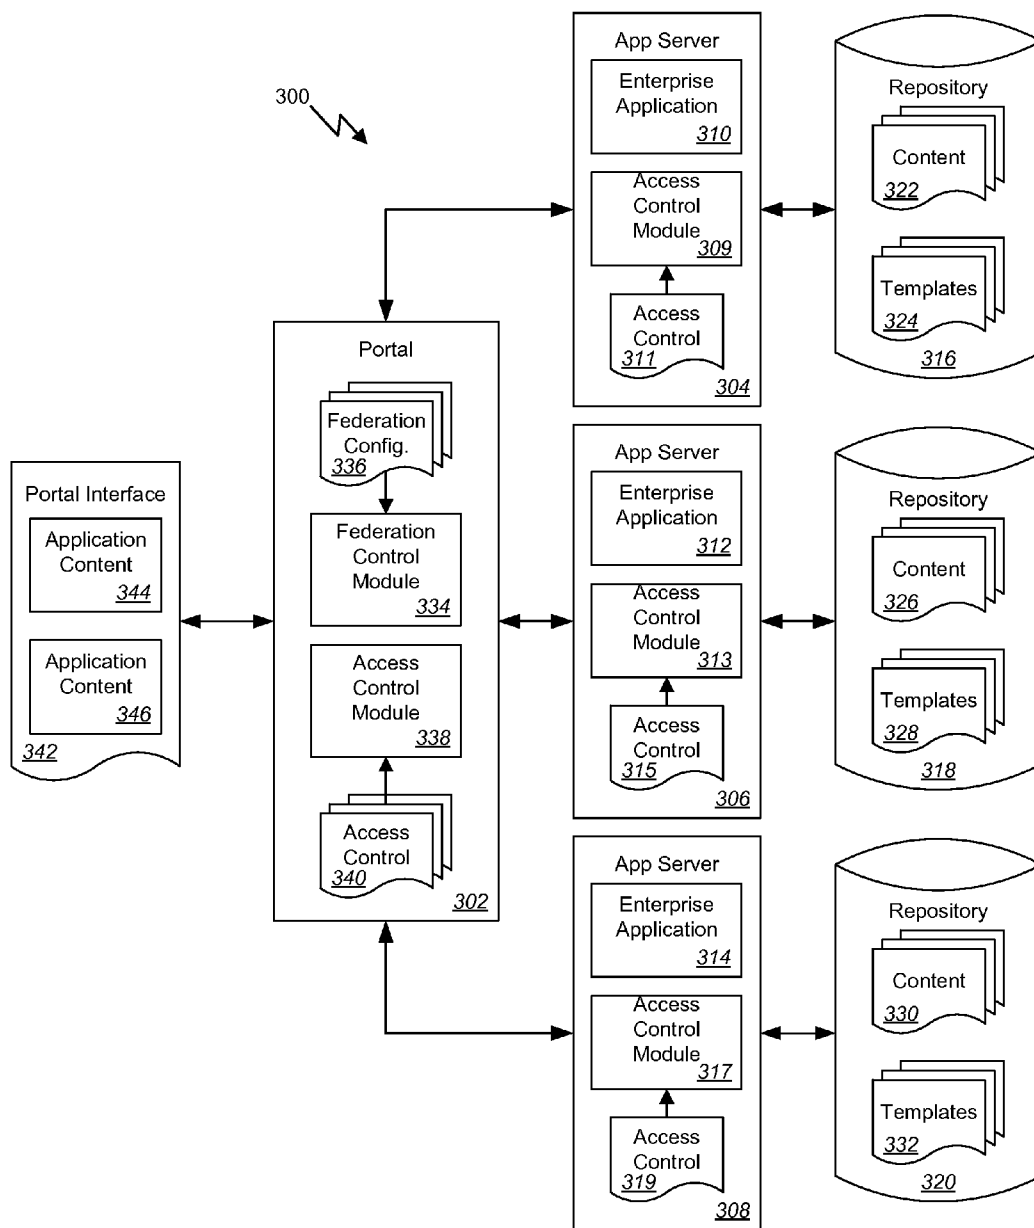 300
Portal Interface
Application
Content
344
Application
Content
346
342
Portal
Federation
Config.
336
Federation
Control
Module
334
Access
Control
Module
338
Access
Control
340
302
App Server
Enterprise
Application
310
Access
Control
Module
309
Access
Control
311
304
Repository
Content
322
Templates
324
316
App Server
Enterprise
Application
312
Access
Control
Module
313
Access
Control
315
306
Repository
Content
326
Templates
328
318
App Server
Enterprise
Application
314
Access
Control
Module
317
Access
Control
319
308
Repository
Content
330
Templates
332
320